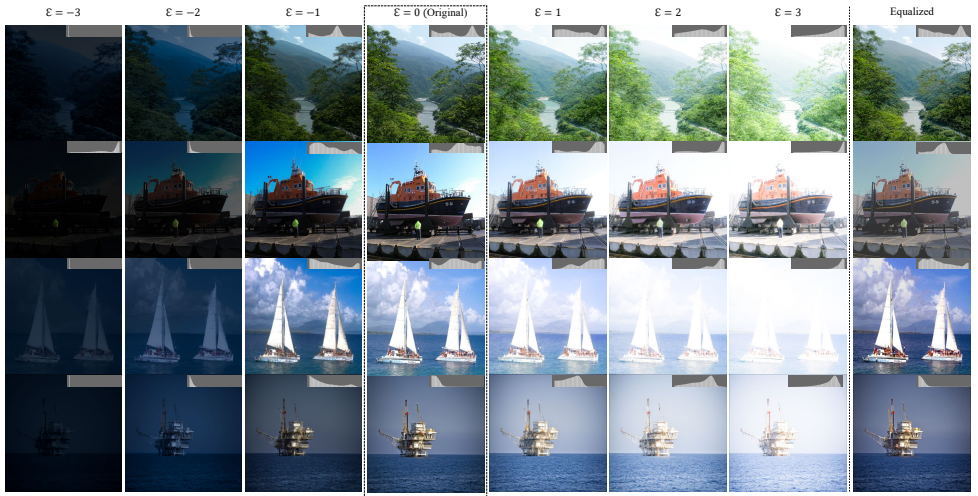 ℇ = −3 ℇ = −2 ℇ = −1 ℇ = 0 (Original) ℇ = 1 ℇ = 2 ℇ = 3 Equalized